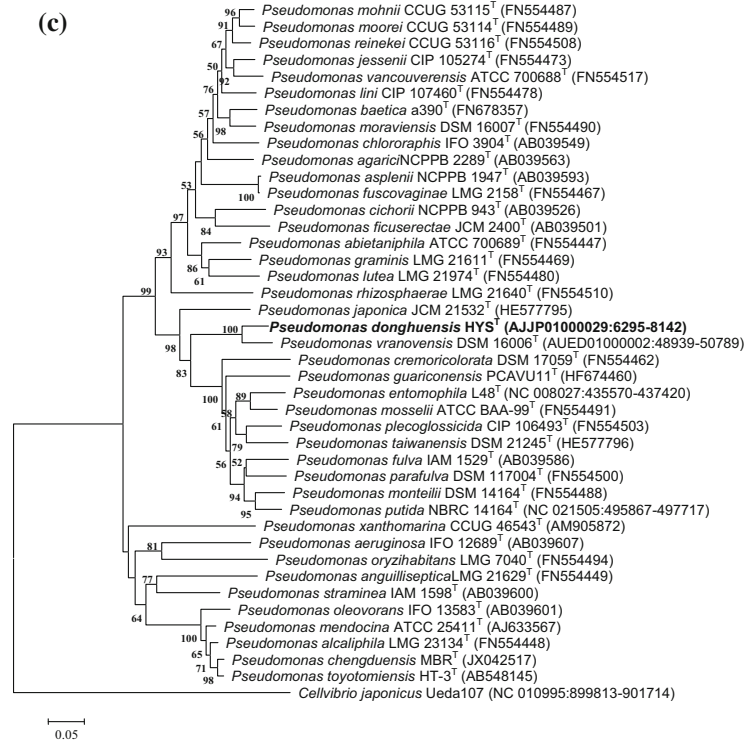 (c)
Pseudomonas mohnii CCUG 53115T (FN554487)
Pseudomonas moorei CCUG 53114T (FN554489)
Pseudomonas reinekei CCUG 53116T (FN554508)
Pseudomonas jessenii CIP 105274T (FN554473)
Pseudomonas vancouverensis ATCC 700688T (FN554517)
Pseudomonas lini CIP 107460T (FN554478)
Pseudomonas baetica a390T (FN678357)
Pseudomonas moraviensis DSM 16007T (FN554490)
Pseudomonas chlororaphis IFO 3904T (AB039549)
Pseudomonas agariciNCPPB 2289T (AB039563)
Pseudomonas asplenii NCPPB 1947T (AB039593)
Pseudomonas fuscovaginae LMG 2158T (FN554467)
Pseudomonas cichorii NCPPB 943T (AB039526)
Pseudomonas ficuserectae JCM 2400T (AB039501)
Pseudomonas abietaniphila ATCC 700689T (FN554447)
Pseudomonas graminis LMG 21611T (FN554469)
Pseudomonas lutea LMG 21974T (FN554480)
Pseudomonas rhizosphaerae LMG 21640T (FN554510)
Pseudomonas japonica JCM 21532T (HE577795)
Pseudomonas donghuensis HYST (AJJP01000029:6295-8142)
Pseudomonas vranovensis DSM 16006T (AUED01000002:48939-50789)
Pseudomonas cremoricolorata DSM 17059T (FN554462)
Pseudomonas guariconensis PCAVU11T (HF674460)
Pseudomonas entomophila L48T (NC 008027:435570-437420)
Pseudomonas mosselii ATCC BAA-99T (FN554491)
Pseudomonas plecoglossicida CIP 106493T (FN554503)
Pseudomonas taiwanensis DSM 21245T (HE577796)
Pseudomonas fulva IAM 1529T (AB039586)
Pseudomonas parafulva DSM 117004T (FN554500)
Pseudomonas monteilii DSM 14164T (FN554488)
Pseudomonas putida NBRC 14164T (NC 021505:495867-497717)
Pseudomonas xanthomarina CCUG 46543T (AM905872)
Pseudomonas aeruginosa IFO 12689T (AB039607)
Pseudomonas oryzihabitans LMG 7040T (FN554494)
Pseudomonas anguillisepticaLMG 21629T (FN554449)
Pseudomonas straminea IAM 1598T (AB039600)
Pseudomonas oleovorans IFO 13583T (AB039601)
Pseudomonas mendocina ATCC 25411T (AJ633567)
Pseudomonas alcaliphila LMG 23134T (FN554448)
Pseudomonas chengduensis MBRT (JX042517)
Pseudomonas toyotomiensis HT-3T (AB548145)
Cellvibrio japonicus Ueda107 (NC 010995:899813-901714)
96
91
67
50
92
76
98
57
56
100
53
84
97
86
61
93
99
100
98
83
100
89
58
61
79
56
52
94
95
81
77
64
100
65
71
98
0.05